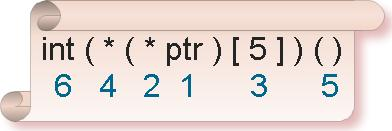 int ( * ( * ptr ) [ 5 ] ) ( )
6 4 2 1 3 5